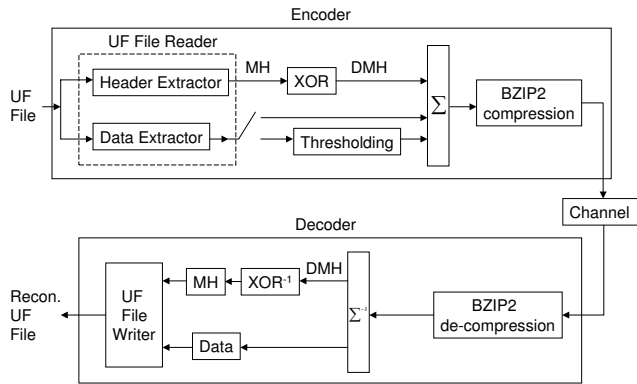 Encoder
UF File Reader
UF
File
Header Extractor
MH
XOR
DMH
Data Extractor
Thresholding
Σ
BZIP2
compression
Channel
Decoder
Recon.
UF
File
UF
File
Writer
MH
XOR⁻¹
DMH
Data
Σ⁻¹
BZIP2
de-compression